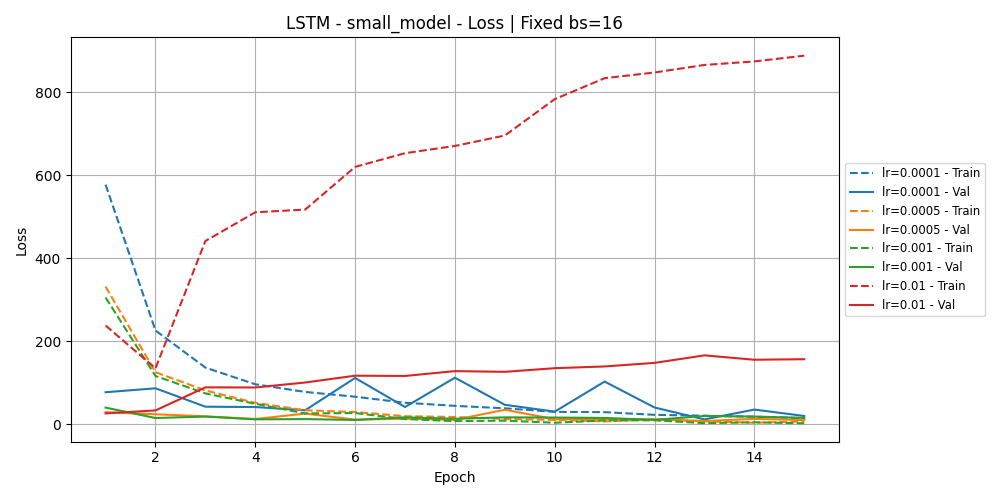 LSTM - small_model - Loss | Fixed bs=16
Loss
800
600
400
200
0
2
4
6
8
10
12
14
Epoch
lr=0.0001 - Train
lr=0.0001 - Val
lr=0.0005 - Train
lr=0.0005 - Val
lr=0.001 - Train
lr=0.001 - Val
lr=0.01 - Train
lr=0.01 - Val